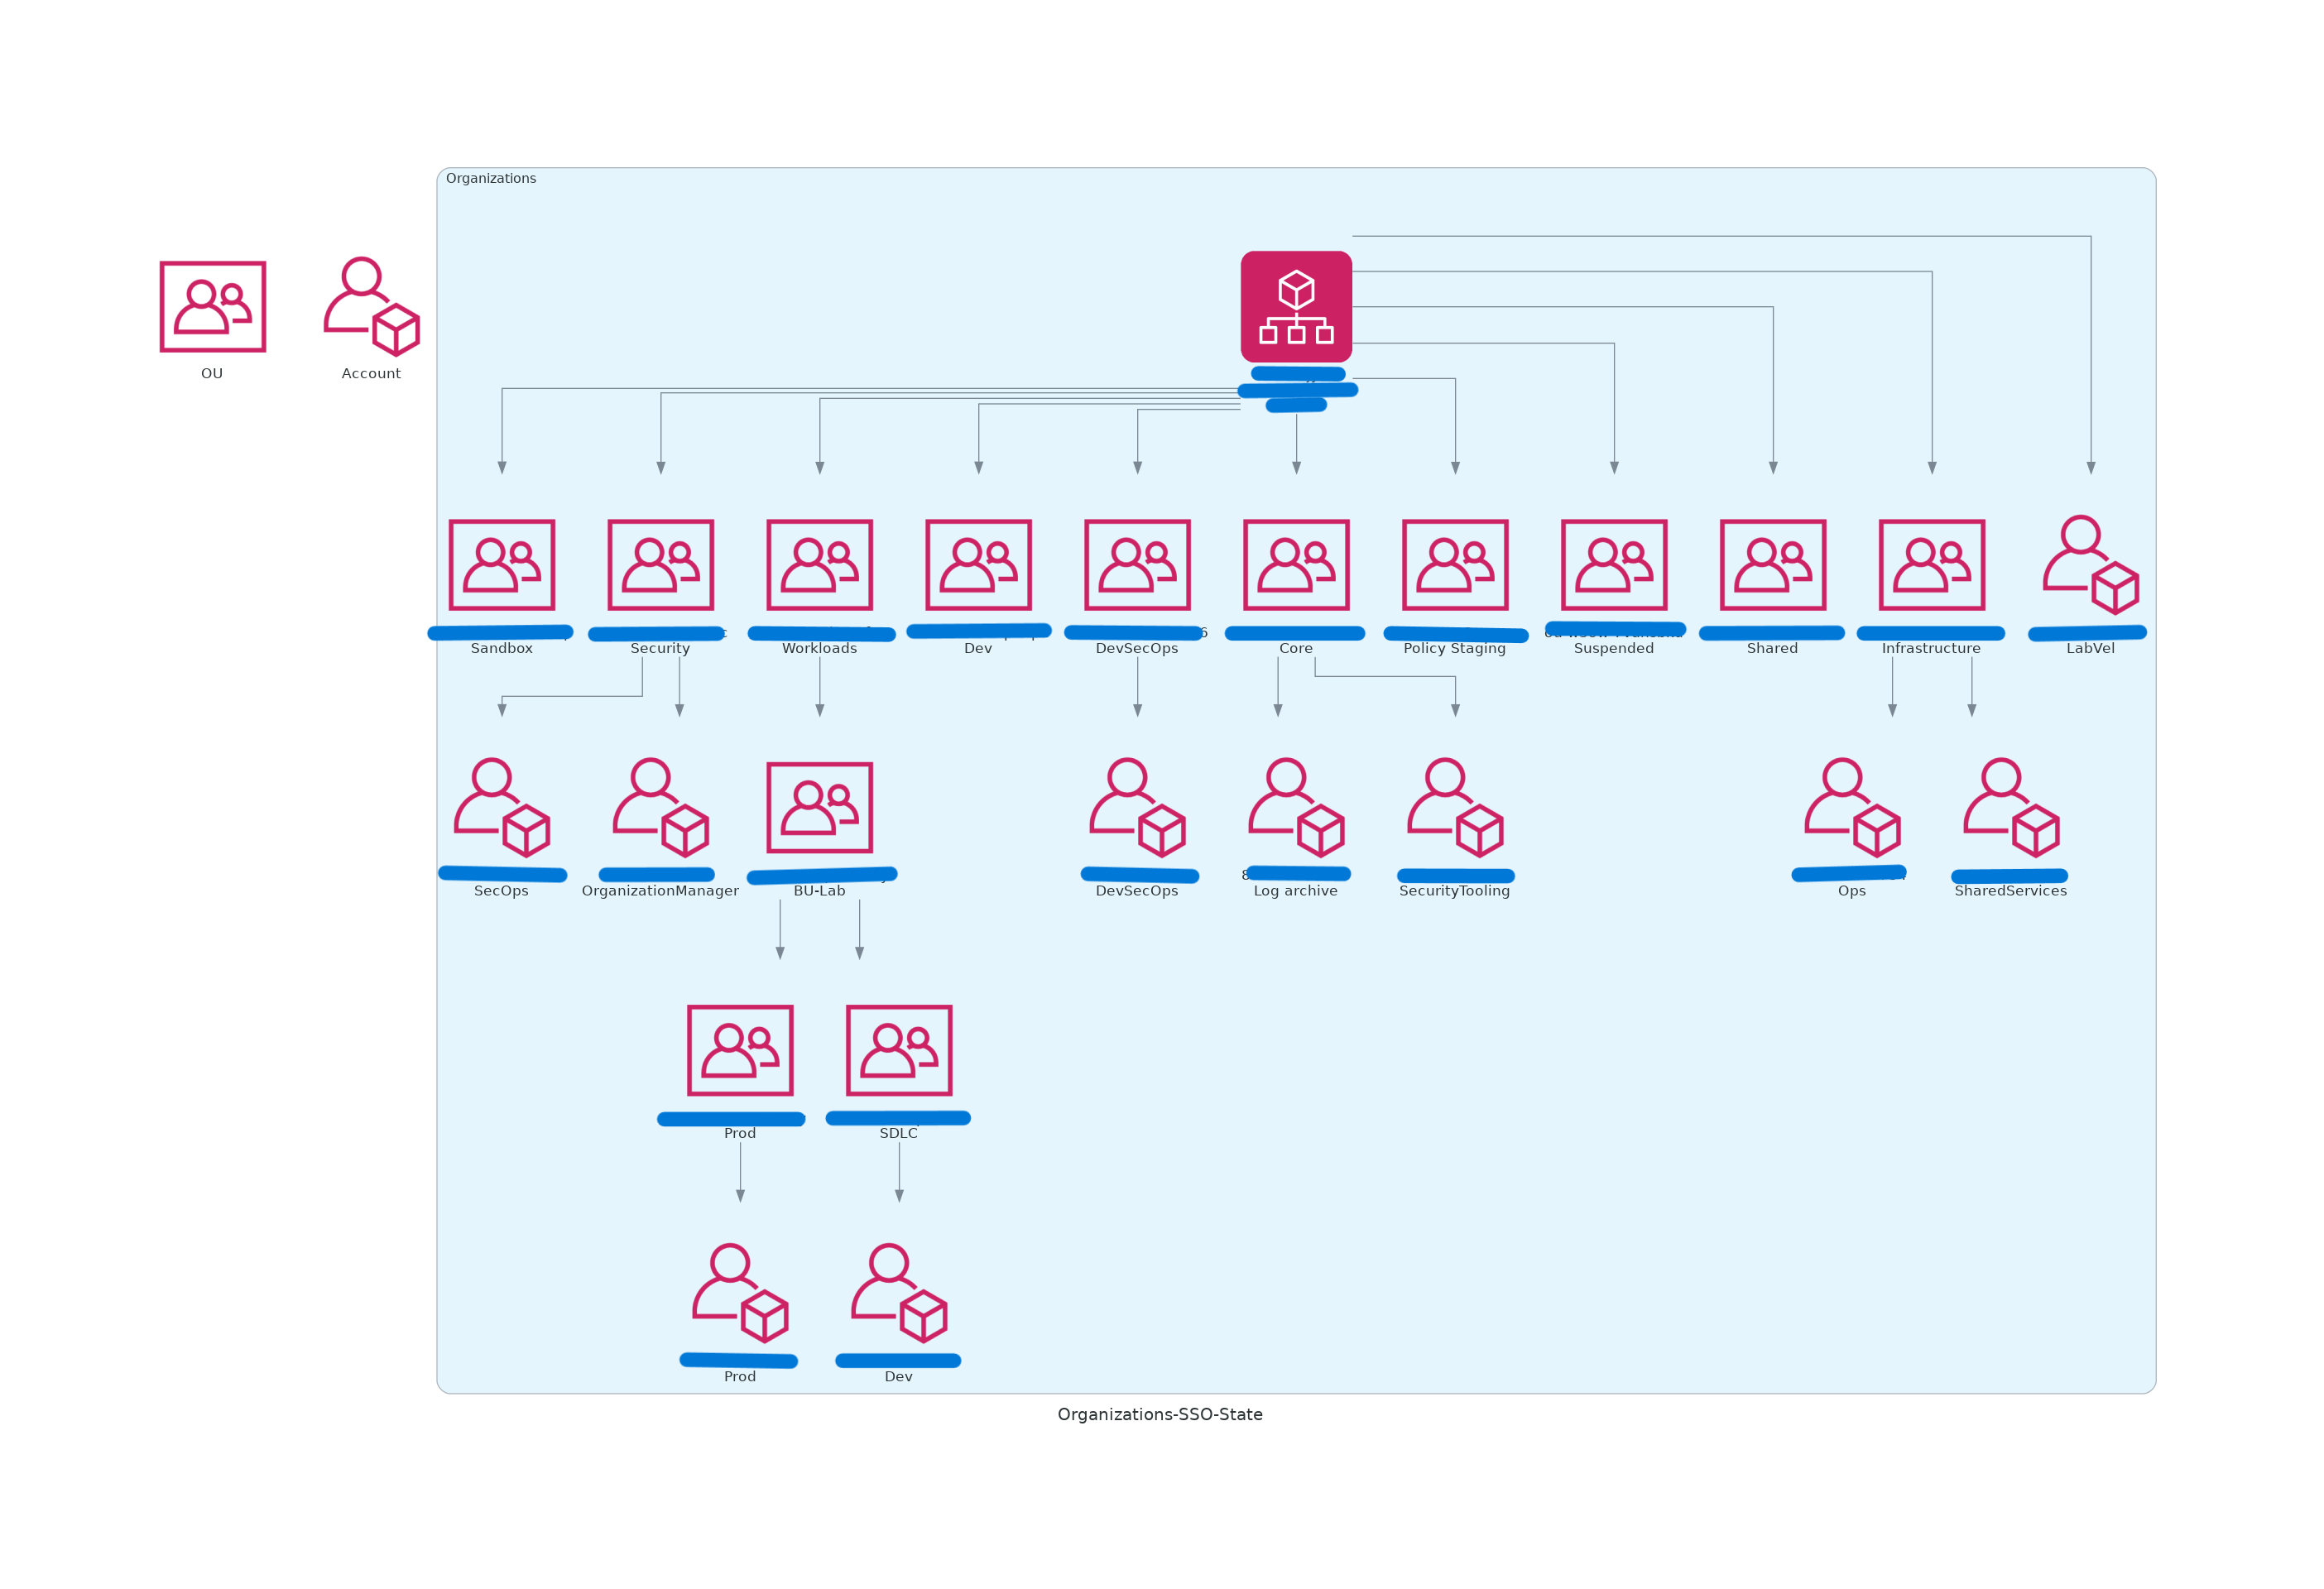 Organizations
OU
Account
Sandbox
Security
Workloads
Dev
DevSecOps
Core
Policy Staging
Suspended
Shared
Infrastructure
LabVel
SecOps
OrganizationManager
BU-Lab
DevSecOps
Log archive
SecurityTooling
Ops
SharedServices
Prod
SDLC
Prod
Dev
Organizations-SSO-State